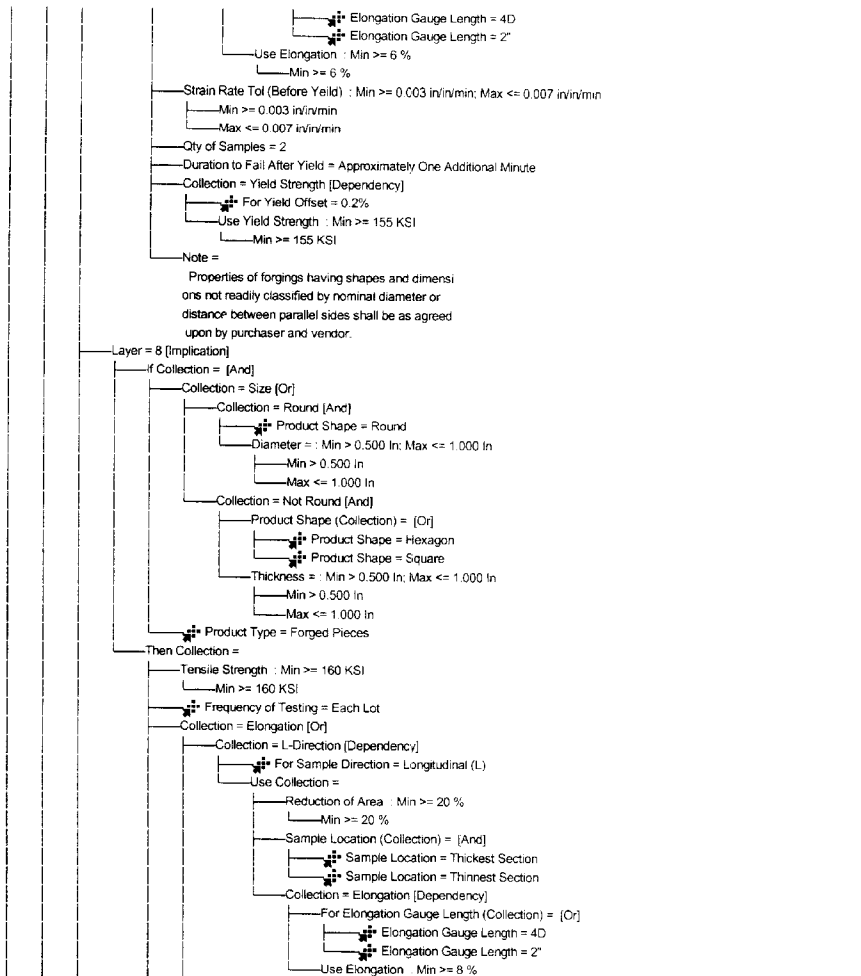 Elongation Gauge Length = 4D
Elongation Gauge Length = 2"
Use Elongation : Min >= 6 %
Min >= 6 %
Strain Rate Tol (Before Yeild) : Min >= 0.003 in/in/min; Max <= 0.007 in/in/min
Min >= 0.003 in/in/min
Max <= 0.007 in/in/min
Qty of Samples = 2
Duration to Fail After Yield = Approximately One Additional Minute
Collection = Yield Strength [Dependency]
For Yield Offset = 0.2%
Use Yield Strength : Min >= 155 KSI
Min >= 155 KSI
Note =
Properties of forgings having shapes and dimensi
ons not readily classified by nominal diameter or
distance between parallel sides shall be as agreed
upon by purchaser and vendor.
Layer = 8 [Implication]
If Collection = [And]
Collection = Size [Or]
Collection = Round [And]
Product Shape = Round
Diameter = : Min > 0.500 In; Max <= 1.000 In
Min > 0.500 In
Max <= 1.000 In
Collection = Not Round [And]
Product Shape (Collection) = [Or]
Product Shape = Hexagon
Product Shape = Square
Thickness = : Min > 0.500 In; Max <= 1.000 In
Min > 0.500 In
Max <= 1.000 In
Product Type = Forged Pieces
Then Collection =
Tensile Strength : Min >= 160 KSI
Min >= 160 KSI
Frequency of Testing = Each Lot
Collection = Elongation [Or]
Collection = L-Direction [Dependency]
For Sample Direction = Longitudinal (L)
Use Collection =
Reduction of Area : Min >= 20 %
Min >= 20 %
Sample Location (Collection) = [And]
Sample Location = Thickest Section
Sample Location = Thinnest Section
Collection = Elongation [Dependency]
For Elongation Gauge Length (Collection) = [Or]
Elongation Gauge Length = 4D
Elongation Gauge Length = 2"
Use Elongation : Min >= 8 %